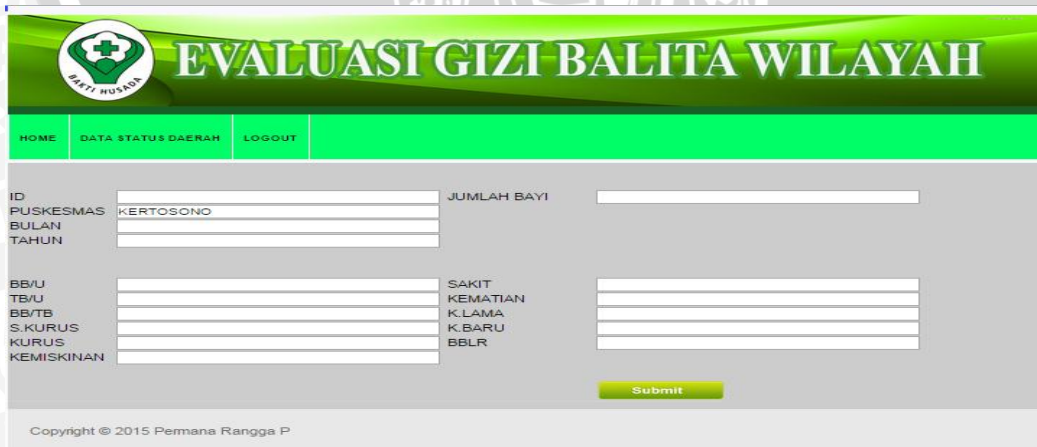 EVALUASI GIZI BALITA WILAYAH
BAKTI HUSADA
HOME DATA STATUS DAERAH LOGOUT
ID JUMLAH BAYI
PUSKESMAS KERTOSONO
BULAN
TAHUN
BB/U SAKIT
TB/U KEMATIAN
BB/TB K.LAMA
S.KURUS K.BARU
KURUS BBLR
KEMISKINAN
Submit
Copyright © 2015 Permana Rangga P